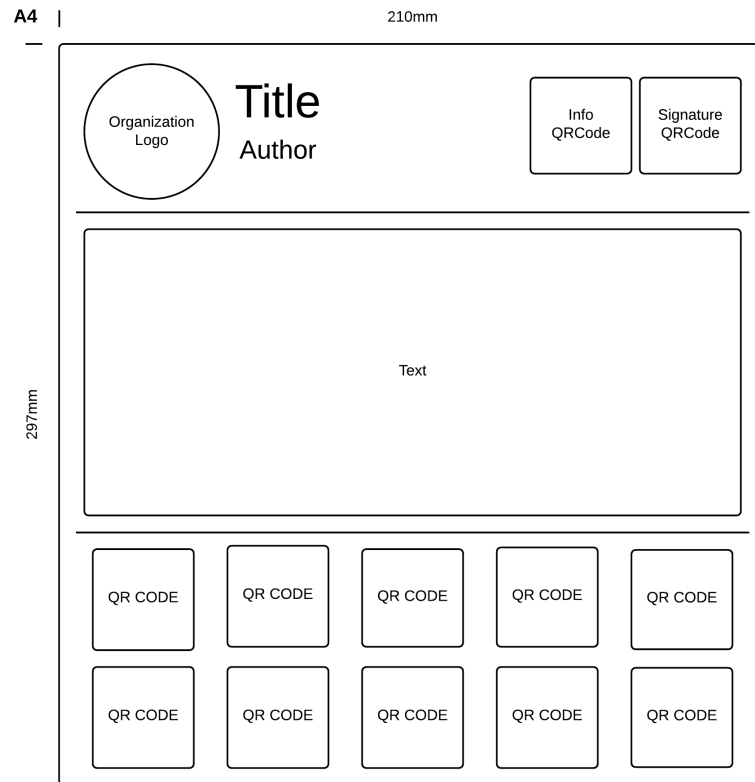 A4
210mm
Organization
Logo
Title
Author
Info
QRCode
Signature
QRCode
297mm
Text
QR CODE
QR CODE
QR CODE
QR CODE
QR CODE
QR CODE
QR CODE
QR CODE
QR CODE
QR CODE